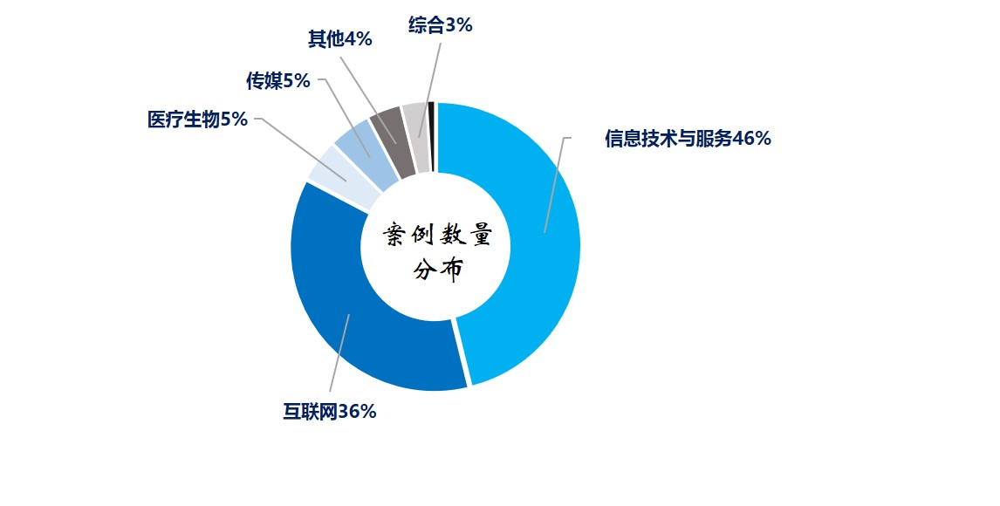 综合3%
其他4%
传媒5%
医疗生物5%
信息技术与服务46%
案例数量
分布
互联网36%